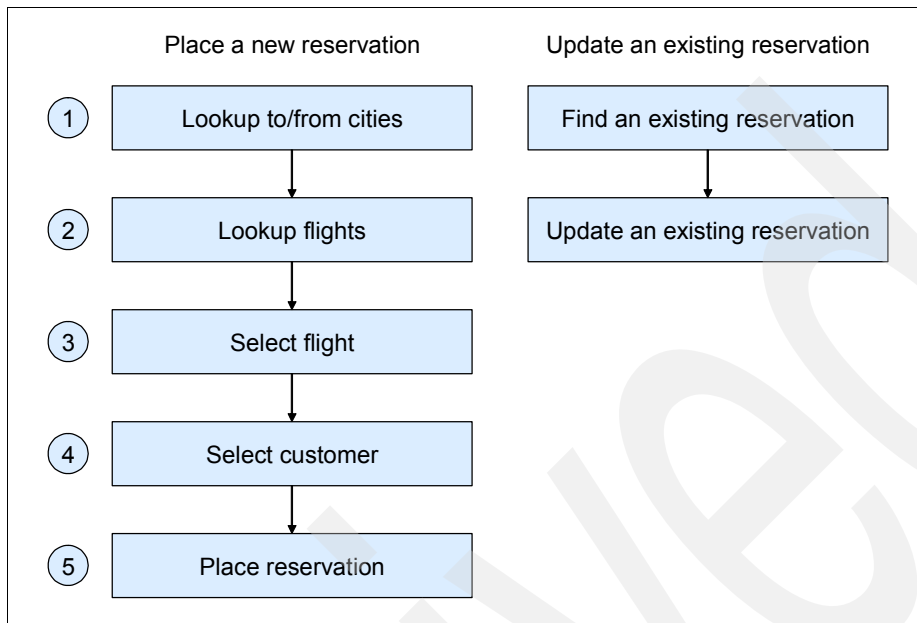 Place a new reservation
Update an existing reservation
1
Lookup to/from cities
Find an existing reservation
2
Lookup flights
Update an existing reservation
3
Select flight
4
Select customer
5
Place reservation